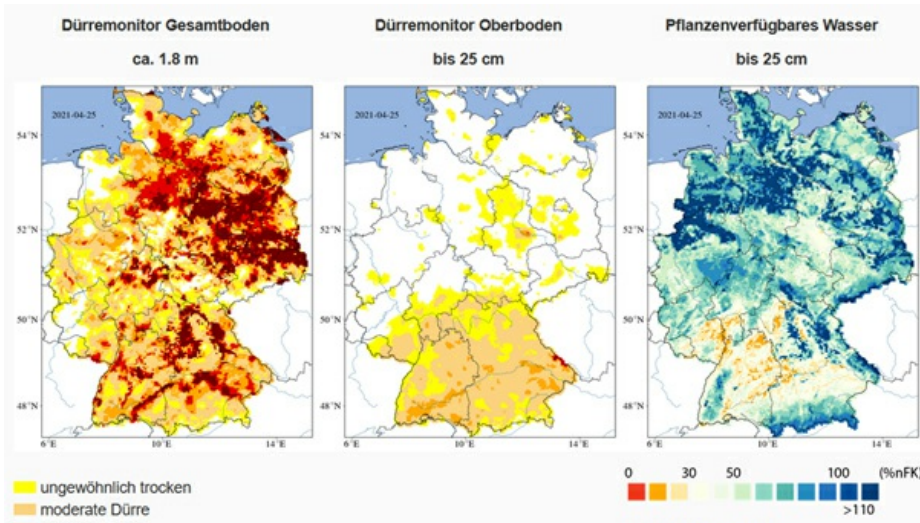 Dürremonitor Gesamtboden
ca. 1.8 m
Dürremonitor Oberboden
bis 25 cm
Pflanzenverfügbares Wasser
bis 25 cm
2021-04-25
54°N
52°N
50°N
48°N
6°E
10°E
14°E
2021-04-25
54°N
52°N
50°N
48°N
6°E
10°E
14°E
2021-04-25
54°N
52°N
50°N
48°N
6°E
10°E
14°E
ungewöhnlich trocken
moderate Dürre
0 30 50 100 (%nFK)
>110